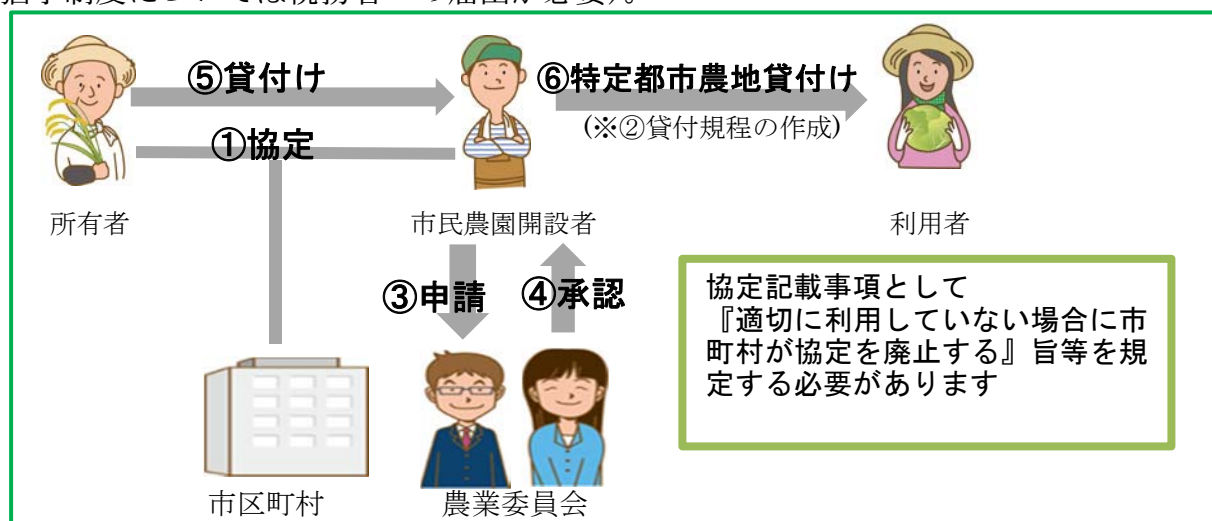 ⑤貸付け
①協定
⑥特定都市農地貸付け
(※②貸付規程の作成)
所有者
市民農園開設者
利用者
③申請
④承認
協定記載事項として
『適切に利用していない場合に市
町村が協定を廃止する』旨等を規
定する必要があります
市区町村
農業委員会